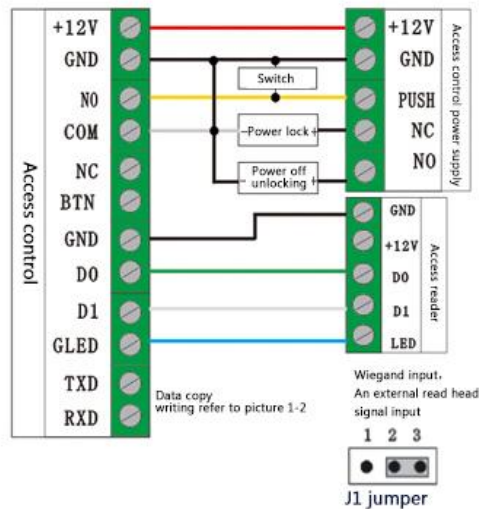 +12V
GND
NO
COM
NC
BTN
GND
D0
D1
GLED
TXD
RXD
Access control
Switch
-Power lock+
Power off
-unlocking+
+12V
GND
PUSH
NC
NO
Access control power supply
GND
+12V
D0
D1
LED
Access reader
Data copy
writing refer to picture 1-2
Wiegand input,
An external read head
signal input
1 2 3
J1 jumper